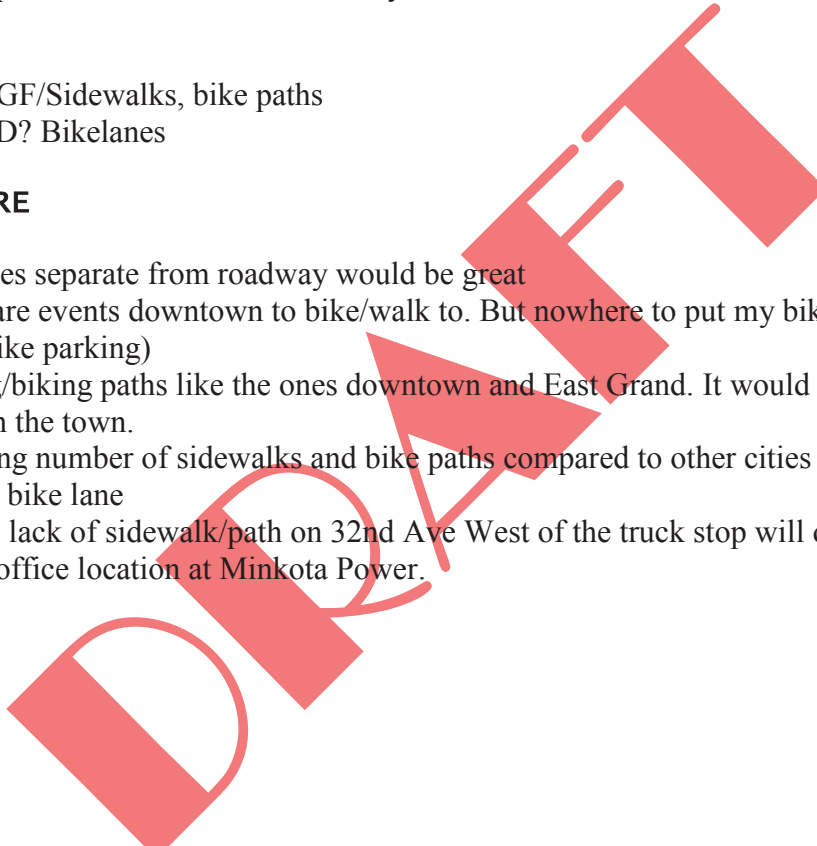 GF/Sidewalks, bike paths
D? Bikelanes
RE
es separate from roadway would be great
are events downtown to bike/walk to. But nowhere to put my bik
ike parking)
/biking paths like the ones downtown and East Grand. It would
n the town.
ng number of sidewalks and bike paths compared to other cities
bike lane
lack of sidewalk/path on 32nd Ave West of the truck stop will
office location at Minkota Power.
DRAFT